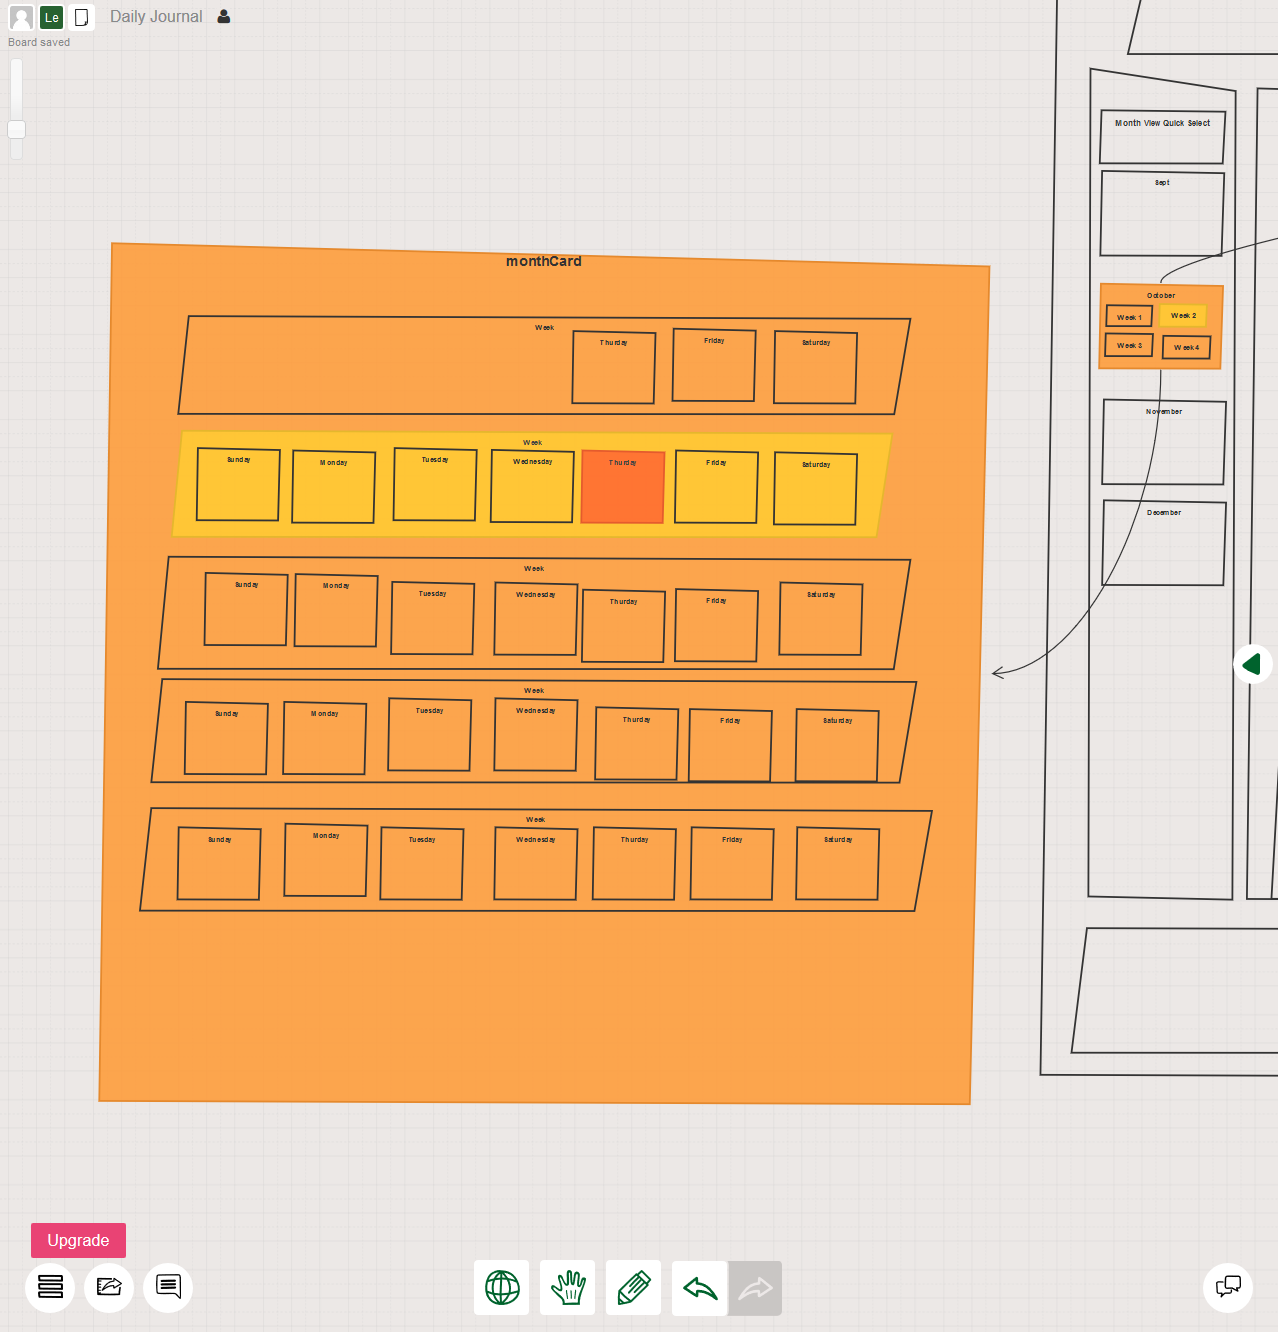 Le
Daily Journal
Board saved
Month View Quick Select
Sept
October
Week 1
Week 2
Week 3
Week 4
November
December
monthCard
Week
Thurday
Friday
Saturday
Week
Sunday
Monday
Tuesday
Wednesday
Thurday
Friday
Saturday
Week
Sunday
Monday
Tuesday
Wednesday
Thurday
Friday
Saturday
Week
Sunday
Monday
Tuesday
Wednesday
Thurday
Friday
Saturday
Week
Sunday
Monday
Tuesday
Wednesday
Thurday
Friday
Saturday
Upgrade